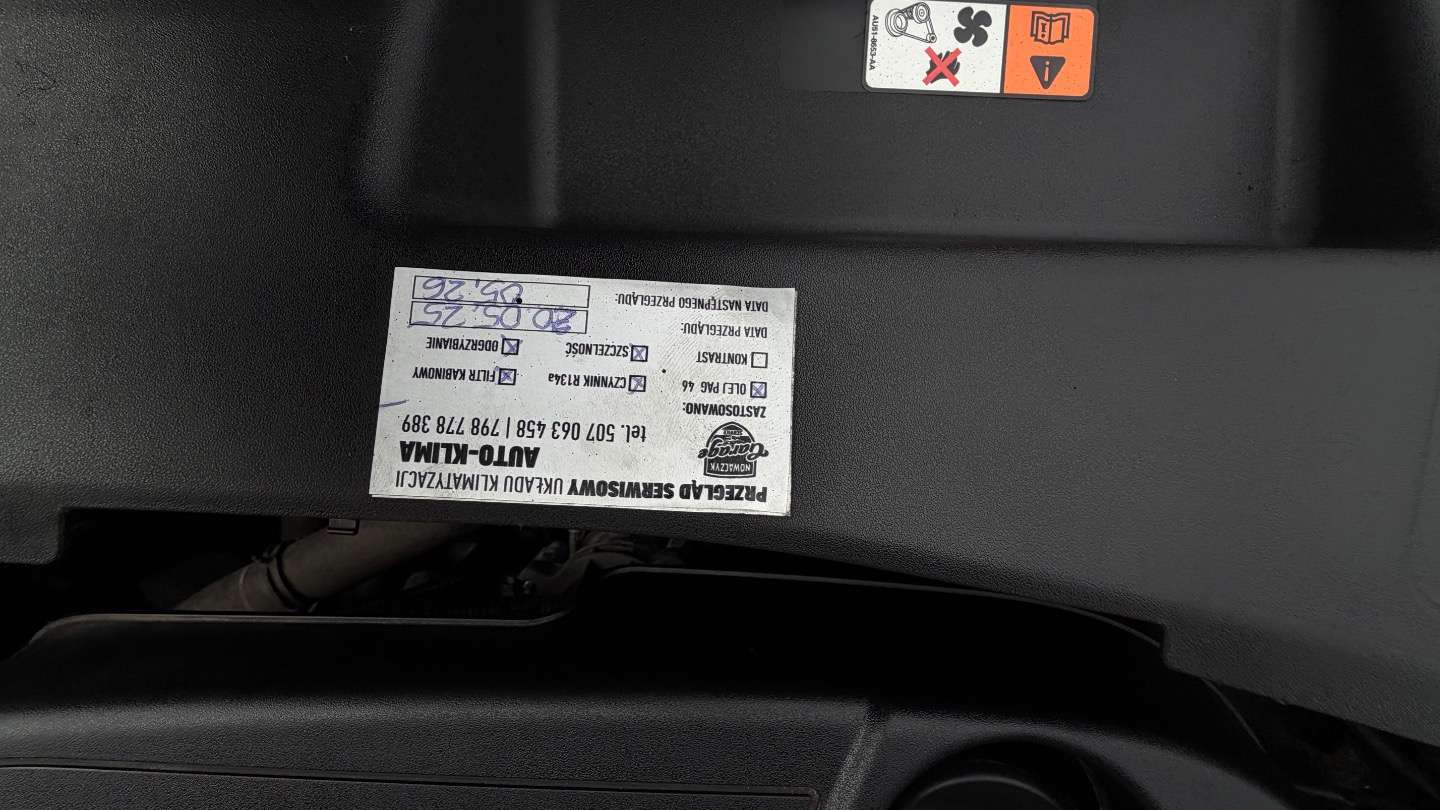 PRZEGLĄD SERWISOWY UKŁADU KLIMATYZACJI
NOWACZYK
Garage
AUTO-KLIMA
tel. 507 063 458 | 798 778 389
ZASTOSOWANO:
OLEJ PAG 46 CZYNNIK R134a FILTR KABINOWY
KONTRAST SZCZELNOŚĆ ODGRZYBIANIE
DATA PRZEGLĄDU: 20.05.25
DATA NASTĘPNEGO PRZEGLĄDU: 05.26
AU51-8653-AA